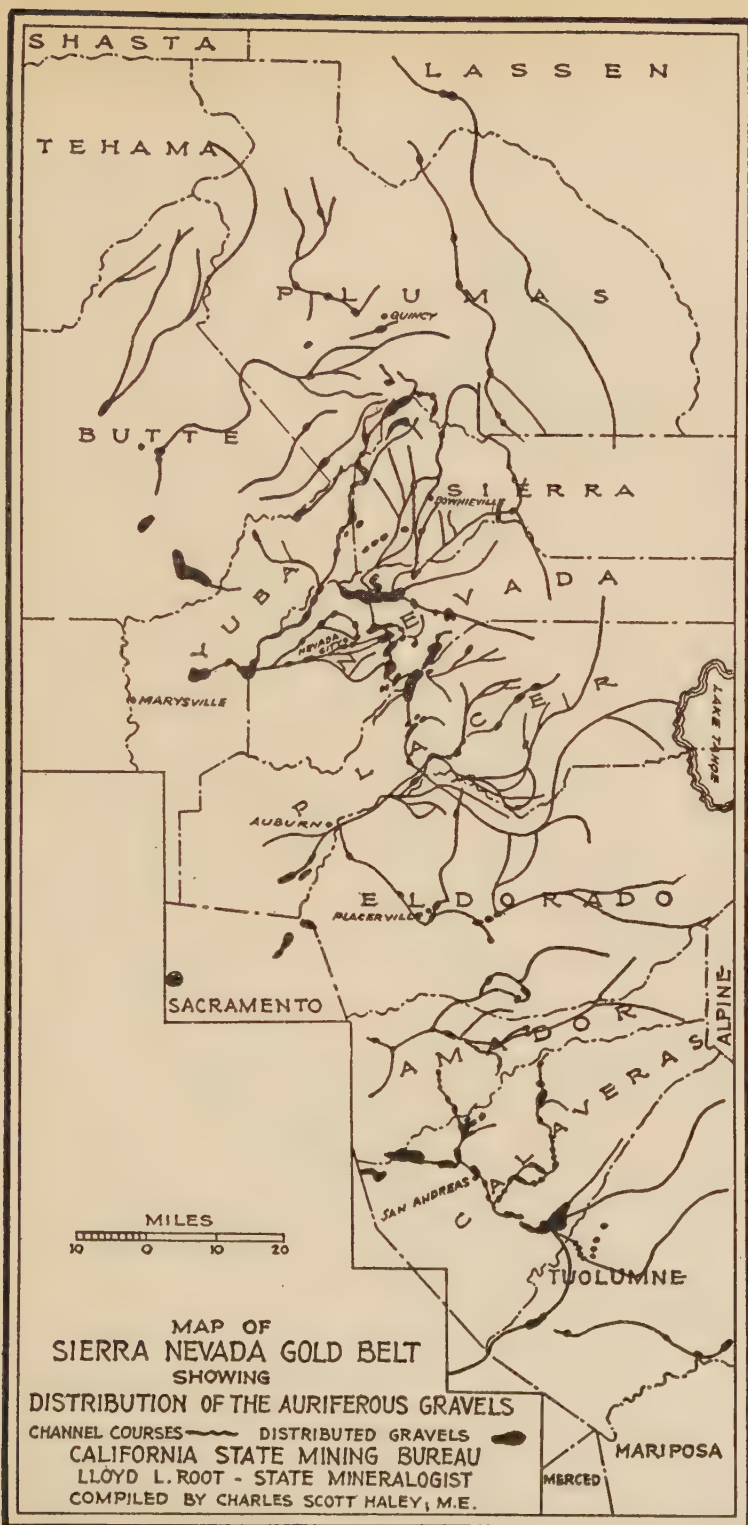 SHASTA
LASSEN
TEHAMA
PLUMAS
QUINCY
BUTTE
SIERRA
DOWNIEVILLE
YUBA
NEVADA
NEVADA CITY
MARYSVILLE
PLACER
LAKE TAHOE
AUBURN
ELDORADO
PLACERVILLE
SACRAMENTO
ALPINE
AMADOR
CALAVERAS
SAN ANDREAS
TUOLUMNE
MILES
10 0 10 20
MAP OF
SIERRA NEVADA GOLD BELT
SHOWING
DISTRIBUTION OF THE AURIFEROUS GRAVELS
CHANNEL COURSES DISTRIBUTED GRAVELS
CALIFORNIA STATE MINING BUREAU
LLOYD L. ROOT - STATE MINERALOGIST
COMPILED BY CHARLES SCOTT HALEY, M.E.
MARIPOSA
MERCED